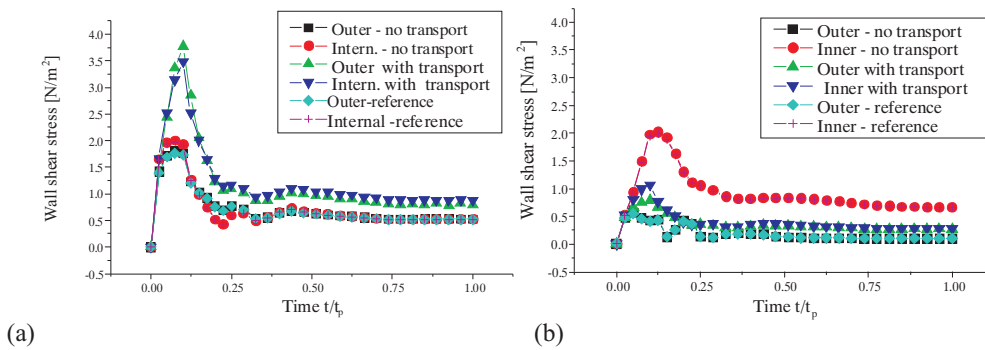 Wall shear stress [N/m²]
4.0
3.5
3.0
2.5
2.0
1.5
1.0
0.5
0.0
-0.5
Outer - no transport
Intern. - no transport
Outer with transport
Intern. with transport
Outer-reference
Internal -reference
0.00 0.25 0.50 0.75 1.00
Time t/tp
(a)
Wall shear stress [N/m²]
4.0
3.5
3.0
2.5
2.0
1.5
1.0
0.5
0.0
-0.5
Outer - no transport
Inner - no transport
Outer with transport
Inner with transport
Outer - reference
Inner - reference
0.00 0.25 0.50 0.75 1.00
Time t/tp
(b)